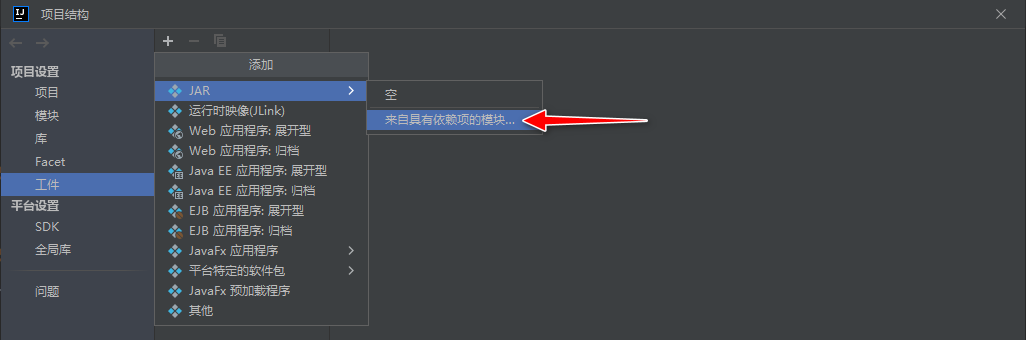 IJ
项目结构
项目设置
项目
模块
库
Facet
工件
平台设置
SDK
全局库
问题
添加
JAR
运行时映像(JLink)
Web 应用程序: 展开型
Web 应用程序: 归档
Java EE 应用程序: 展开型
Java EE 应用程序: 归档
EJB 应用程序: 展开型
EJB 应用程序: 归档
JavaFx 应用程序
平台特定的软件包
JavaFx 预加载程序
其他
空
来自具有依赖项的模块...